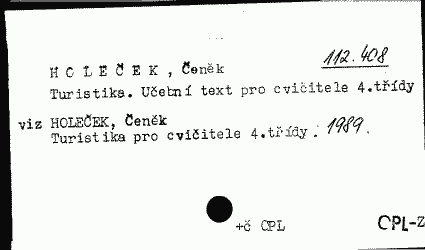 112.408
H O L E Č E K , Čeněk
Turistika. Učební text pro cvičitele 4.třídy
viz HOLEČEK, Čeněk
Turistika pro cvičitele 4.třídy. 1989.
+č CPL
CPL-Z